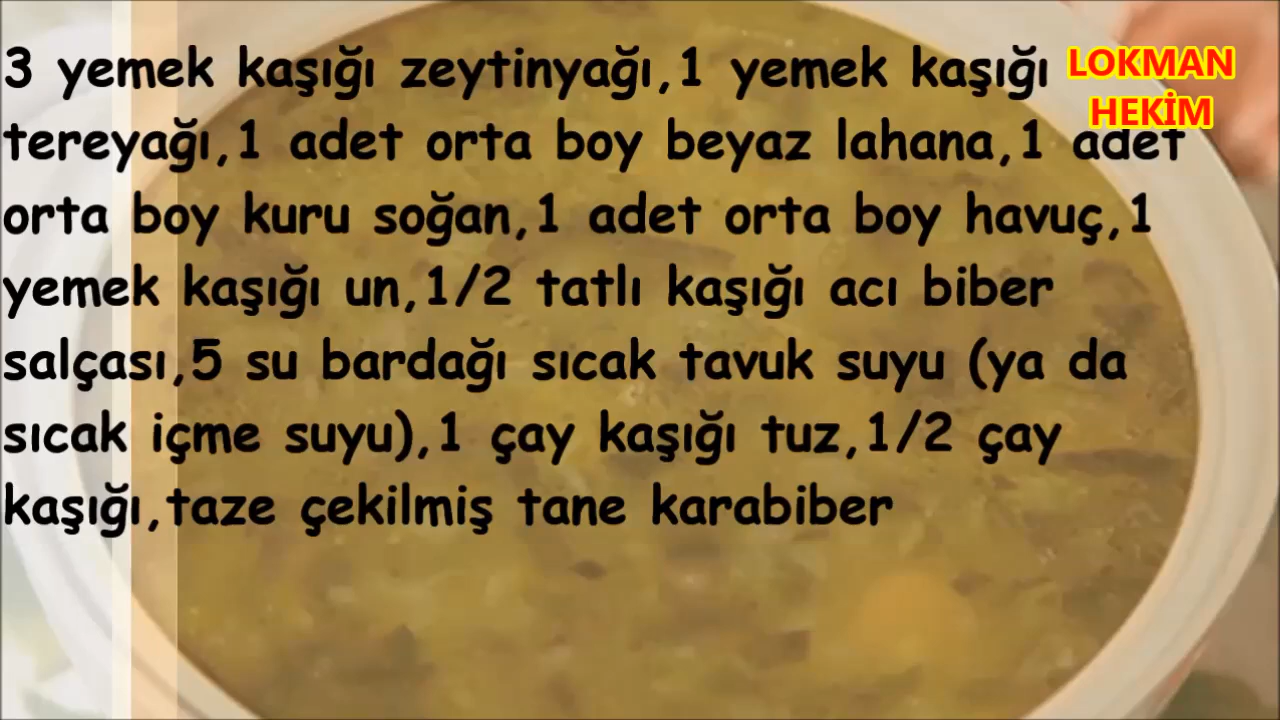 3 yemek kaşığı zeytinyağı,1 yemek kaşığı
tereyağı,1 adet orta boy beyaz lahana,1 adet
orta boy kuru soğan,1 adet orta boy havuç,1
yemek kaşığı un,1/2 tatlı kaşığı acı biber
salçası,5 su bardağı sıcak tavuk suyu (ya da
sıcak içme suyu),1 çay kaşığı tuz,1/2 çay
kaşığı,taze çekilmiş tane karabiber
LOKMAN
HEKİM